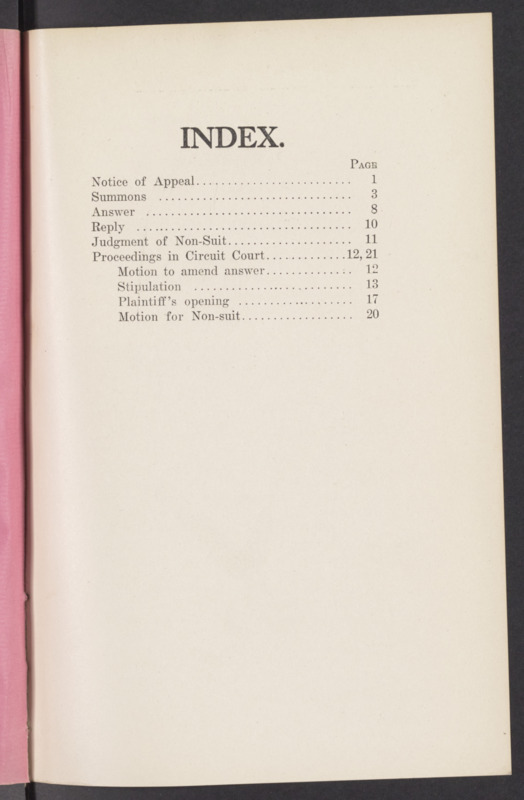 INDEX.
PAGE
Notice of Appeal......................... 1
Summons ............................... 3
Answer ................................. 8
Reply ................................... 10
Judgment of Non-Suit.................... 11
Proceedings in Circuit Court.............12, 21
Motion to amend answer.............. 12
Stipulation .......................... 13
Plaintiff's opening ................... 17
Motion for Non-suit.................. 20